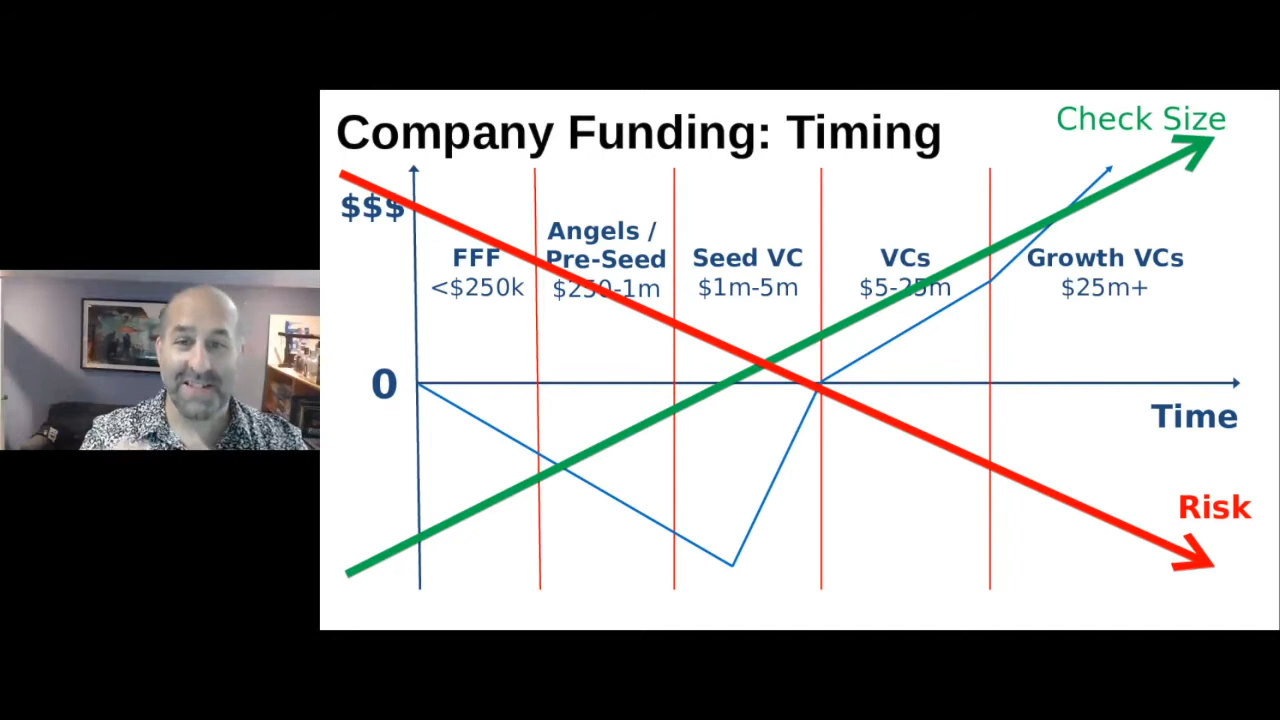 Company Funding: Timing
Check Size
$$$
FFF
<$250k
Angels /
Pre-Seed
$250-1m
Seed VC
$1m-5m
VCs
$5-25m
Growth VCs
$25m+
0
Time
Risk